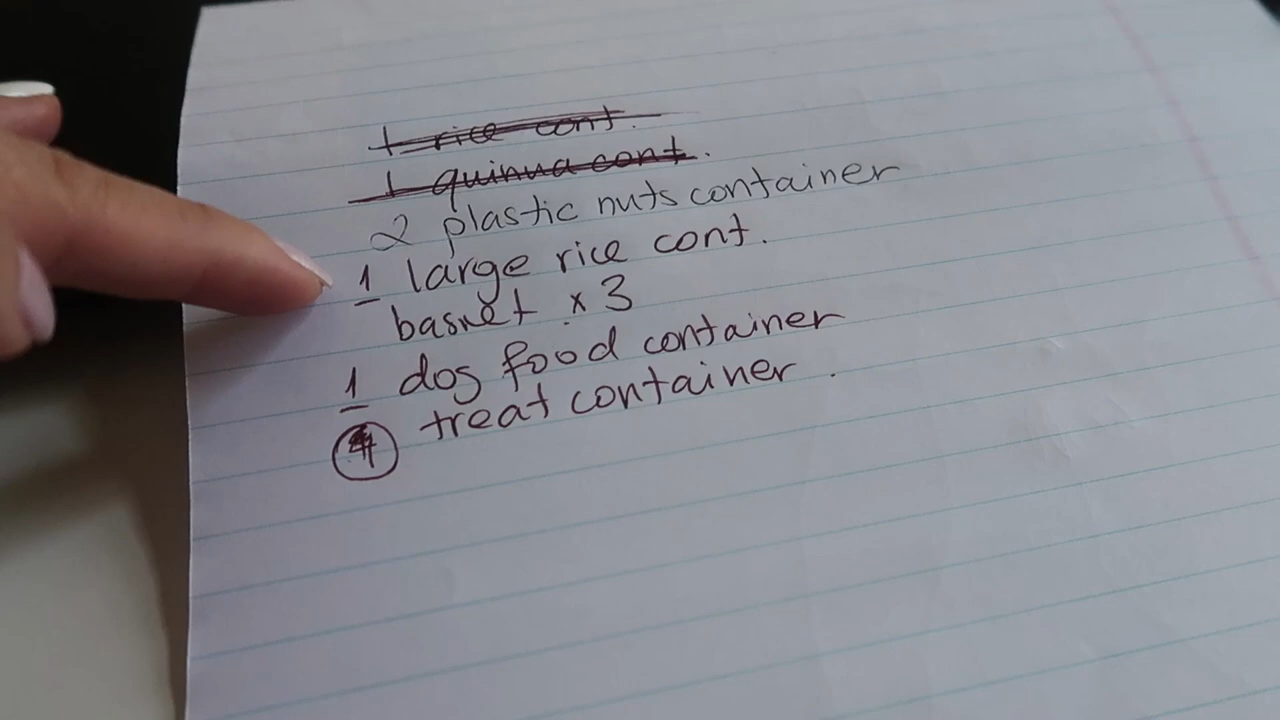 1 rice cont.
1 quinua cont.
2 plastic nuts container
1 large rice cont.
basket x 3
1 dog food container
4 treat container.